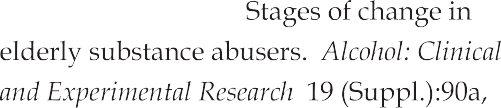 Stages of change in
elderly substance abusers. Alcohol: Clinical
and Experimental Research 19 (Suppl.):90a,